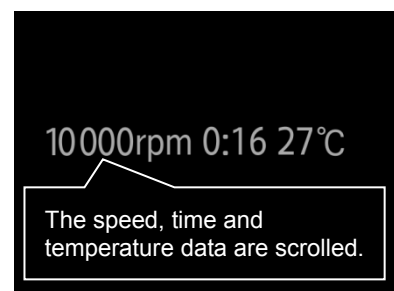 10000rpm 0:16 27℃
The speed, time and
temperature data are scrolled.